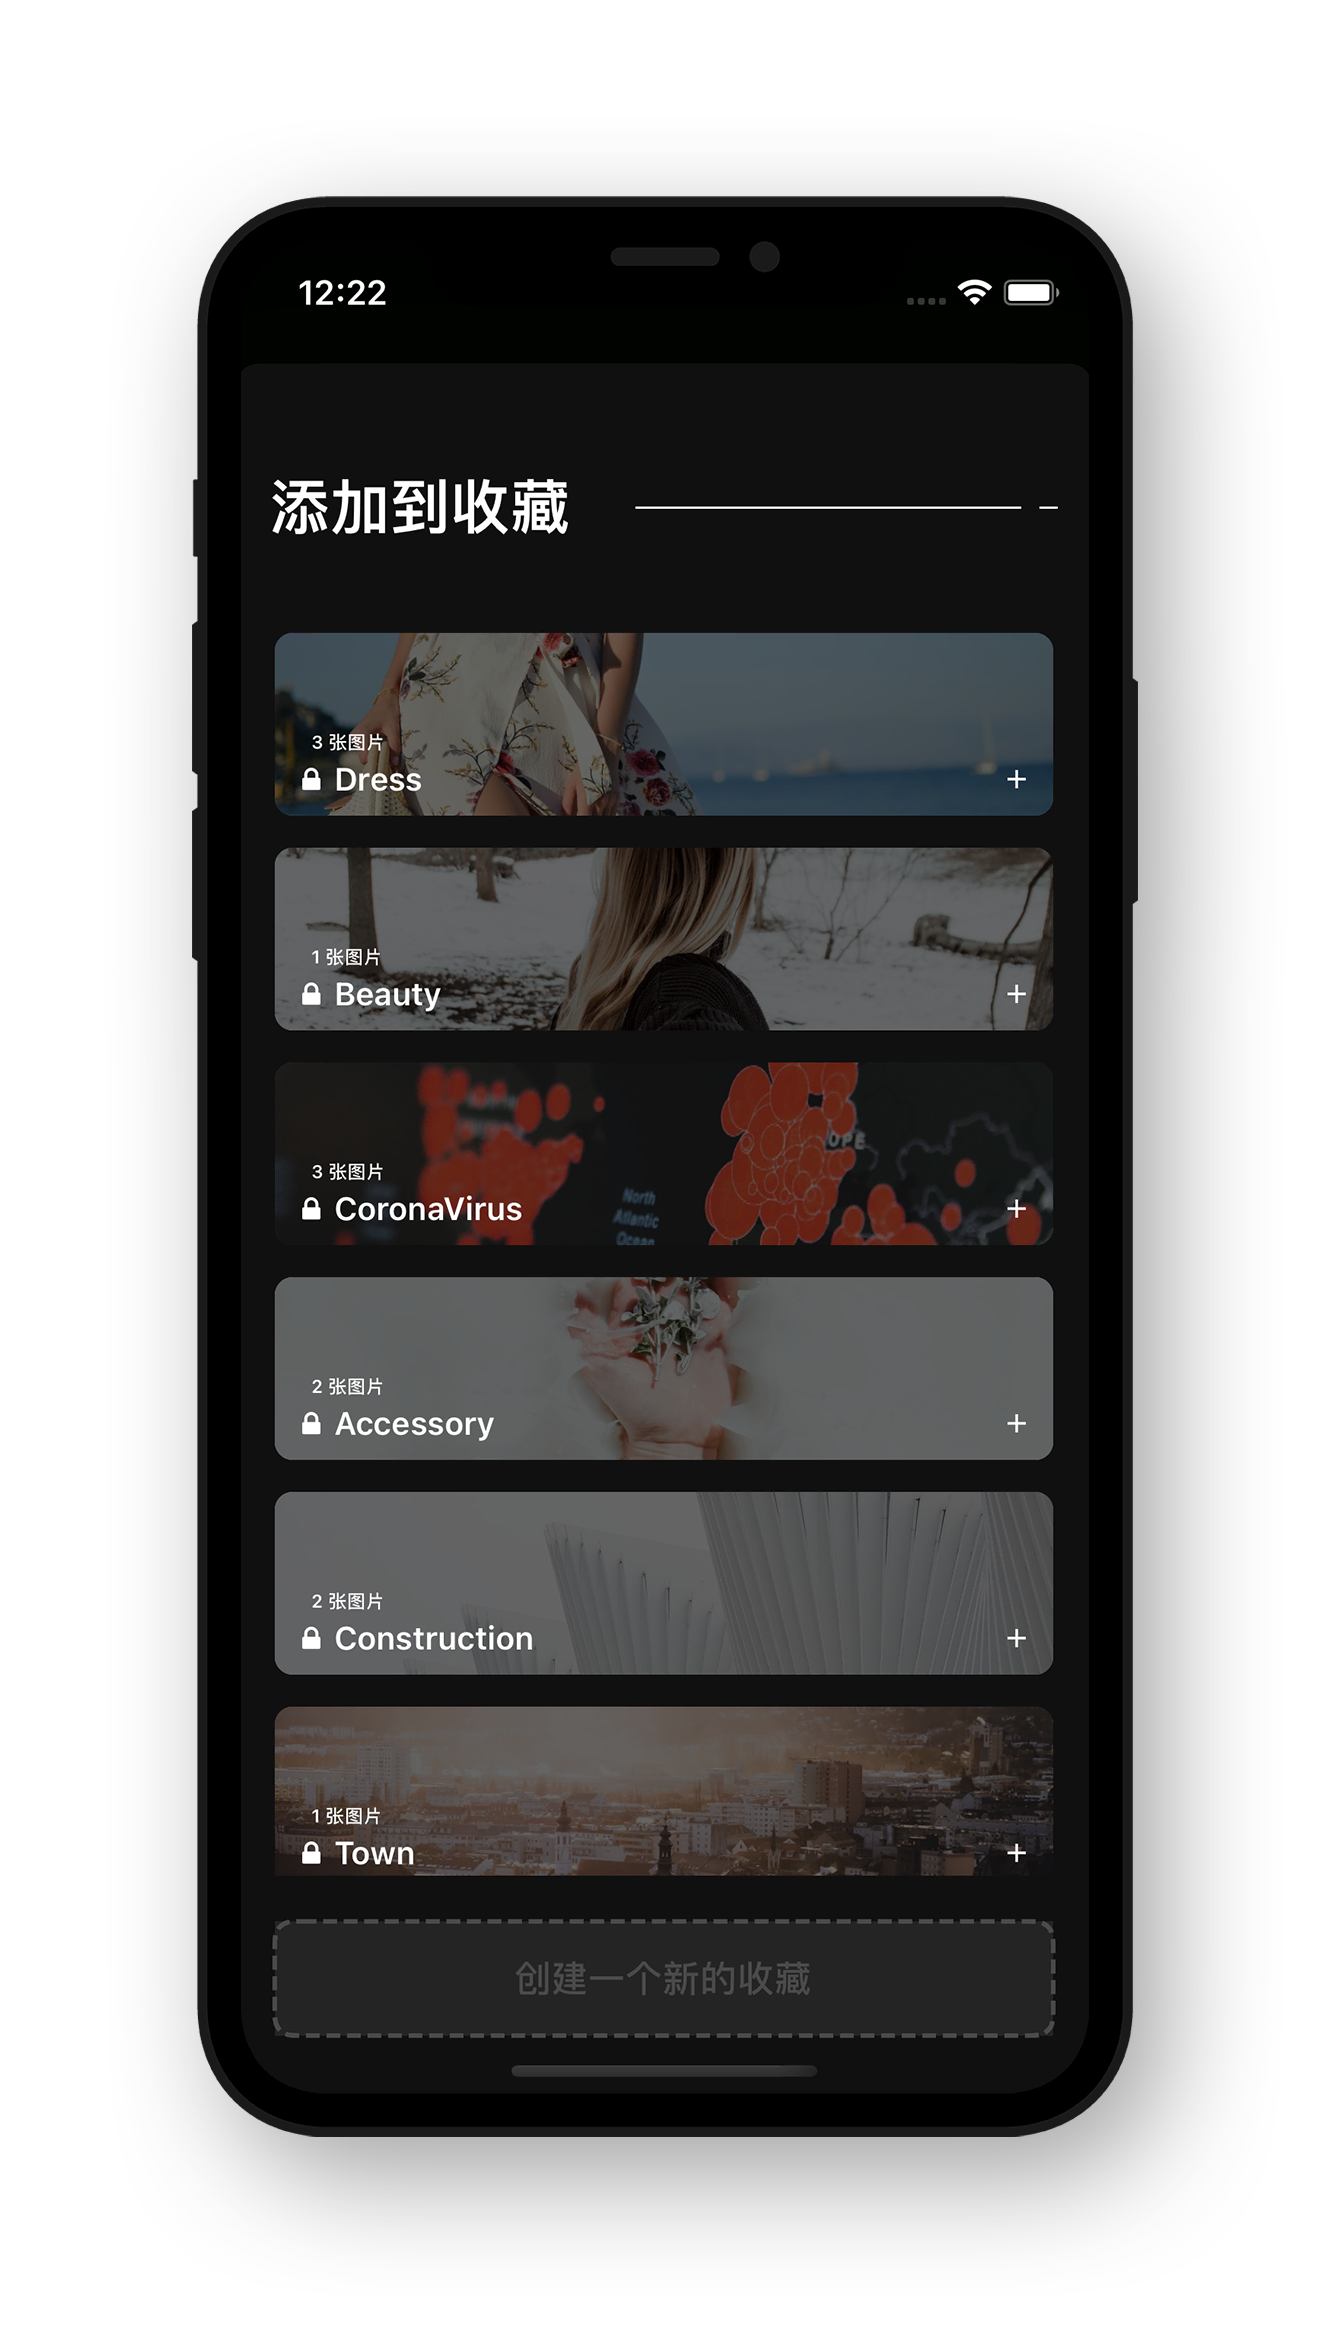 12:22
添加到收藏
3 张图片
Dress
1 张图片
Beauty
OPE
3 张图片
CoronaVirus
North
Atlantic
Ocean
2 张图片
Accessory
2 张图片
Construction
1 张图片
Town
创建一个新的收藏